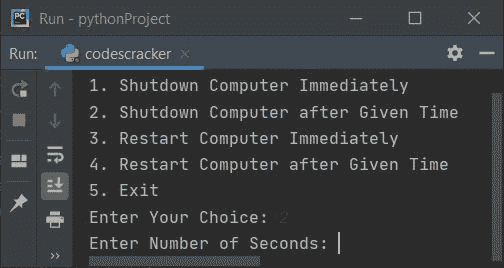 Run - pythonProject
Run: codescracker
1. Shutdown Computer Immediately
2. Shutdown Computer after Given Time
3. Restart Computer Immediately
4. Restart Computer after Given Time
5. Exit
Enter Your Choice: 2
Enter Number of Seconds: